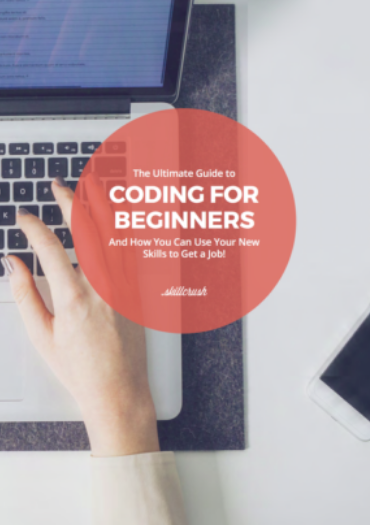 The Ultimate Guide to
CODING FOR
BEGINNERS
And How You Can Use Your New
Skills to Get a Job!
skillcrush